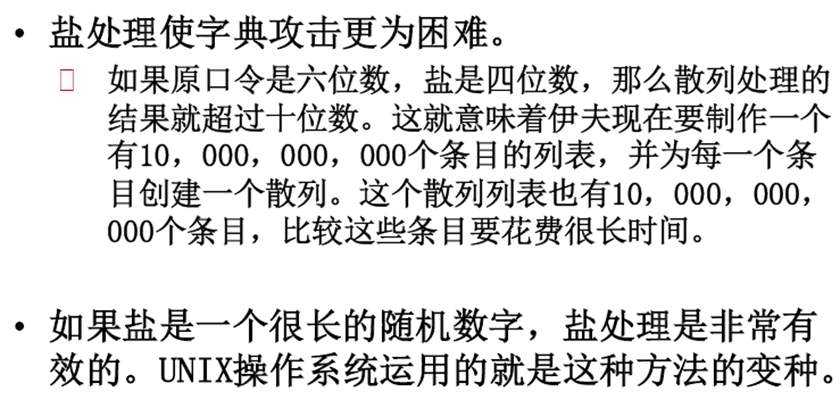 • 盐处理使字典攻击更为困难。
如果原口令是六位数，盐是四位数，那么散列处理的
结果就超过十位数。这就意味着伊夫现在要制作一个
有10，000，000，000个条目的列表，并为每一个条
目创建一个散列。这个散列列表也有10，000，000，
000个条目，比较这些条目要花费很长时间。
• 如果盐是一个很长的随机数字，盐处理是非常有
效的。UNIX操作系统运用的就是这种方法的变种。